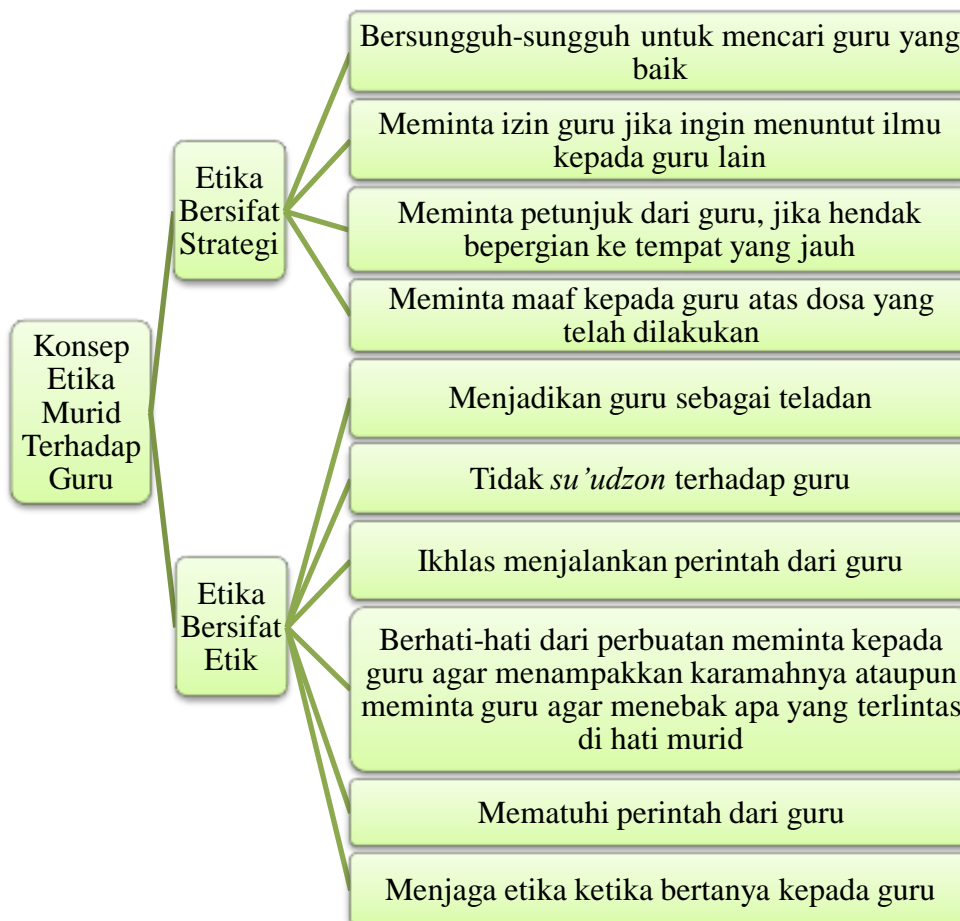 Konsep
Etika
Murid
Terhadap
Guru
Etika
Bersifat
Strategi
Bersungguh-sungguh untuk mencari guru yang
baik
Meminta izin guru jika ingin menuntut ilmu
kepada guru lain
Meminta petunjuk dari guru, jika hendak
bepergian ke tempat yang jauh
Meminta maaf kepada guru atas dosa yang
telah dilakukan
Etika
Bersifat
Etik
Menjadikan guru sebagai teladan
Tidak su’udzon terhadap guru
Ikhlas menjalankan perintah dari guru
Berhati-hati dari perbuatan meminta kepada
guru agar menampakkan karamahnya ataupun
meminta guru agar menebak apa yang terlintas
di hati murid
Mematuhi perintah dari guru
Menjaga etika ketika bertanya kepada guru